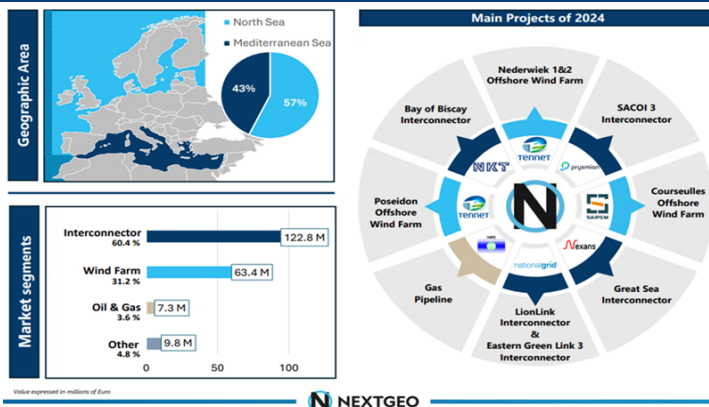 Geographic Area
North Sea
Mediterranean Sea
43%
57%
Market segments
Interconnector
60.4 %
122.8 M
Wind Farm
31.2 %
63.4 M
Oil & Gas
3.6 %
7.3 M
Other
4.8 %
9.8 M
0
50
100
Value expressed in millions of Euro
Main Projects of 2024
Nederwiek 1&2
Offshore Wind Farm
SACOI 3
Interconnector
Courseulles
Offshore
Wind Farm
Great Sea
Interconnector
LionLink
Interconnector
&
Eastern Green Link 3
Interconnector
Gas
Pipeline
Poseidon
Offshore
Wind Farm
Bay of Biscay
Interconnector
TENNET
prysmian
SAIPEM
Nexans
nationalgrid
TENNET
NKT
N
N NEXTGEO